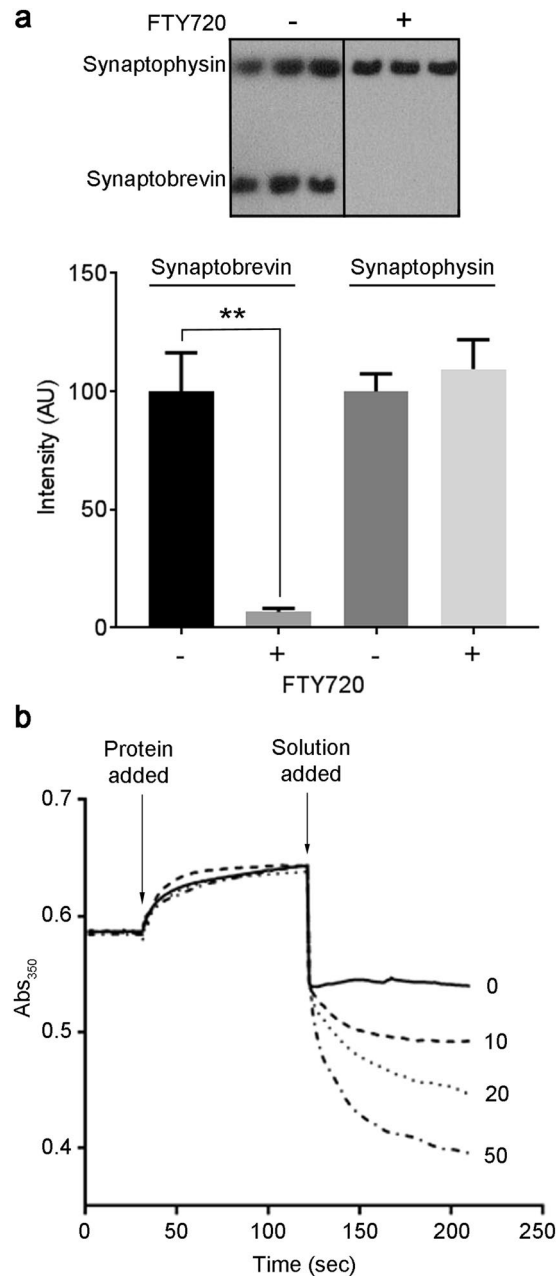 a
FTY720 - +
Synaptophysin
Synaptobrevin
Synaptobrevin Synaptophysin
150
**
100
50
0
Intensity (AU)
- + - +
FTY720
b
Protein added
Solution added
0.7
0.6
0.5
0.4
Abs350
0
10
20
50
0 50 100 150 200 250
Time (sec)